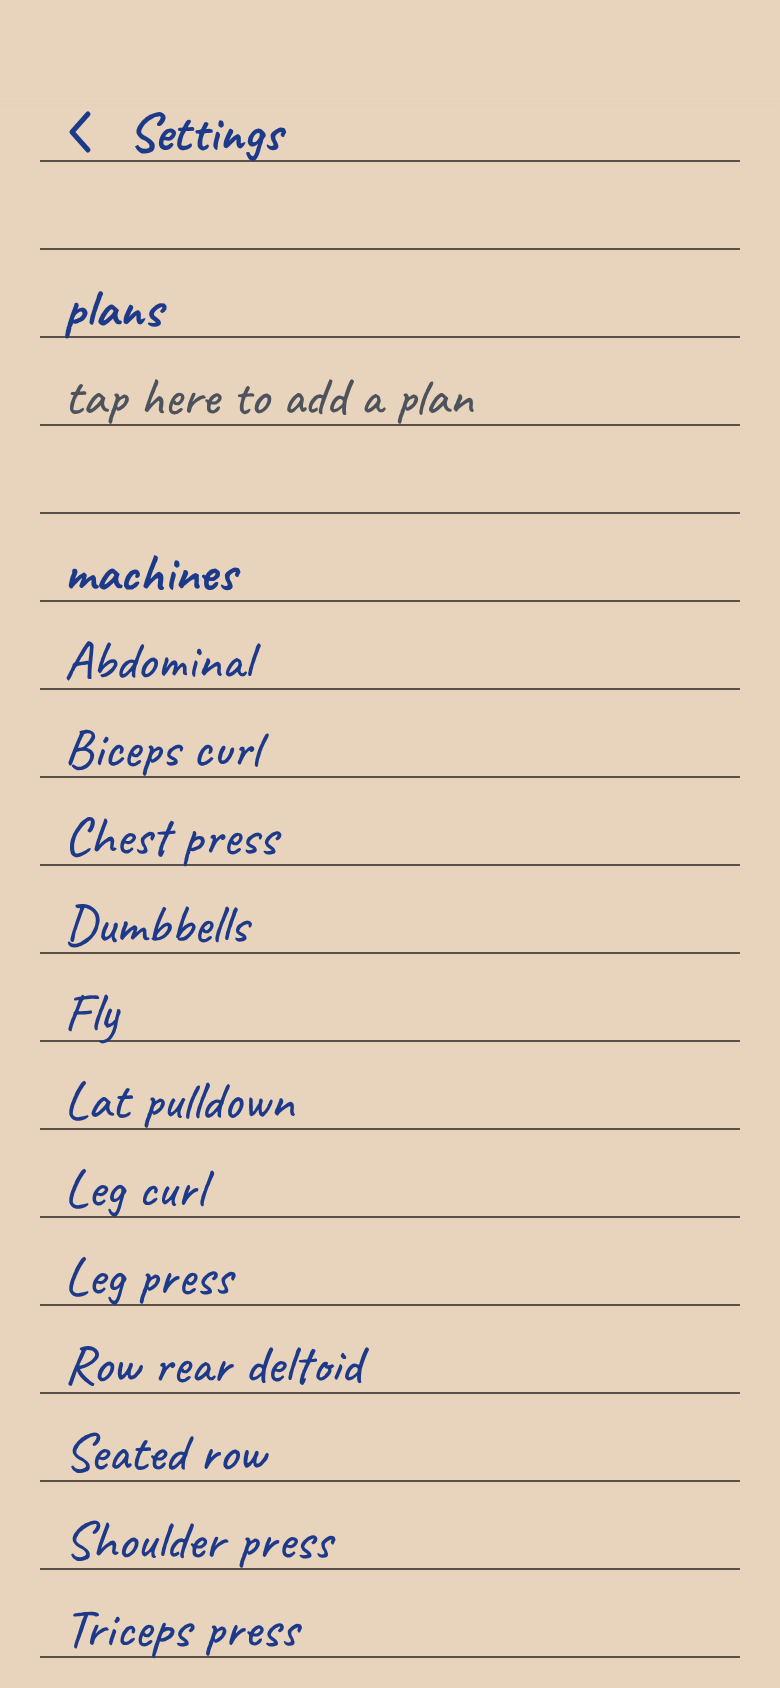 Settings
plans
tap here to add a plan
machines
Abdominal
Biceps curl
Chest press
Dumbbells
Fly
Lat pulldown
Leg curl
Leg press
Row rear deltoid
Seated row
Shoulder press
Triceps press